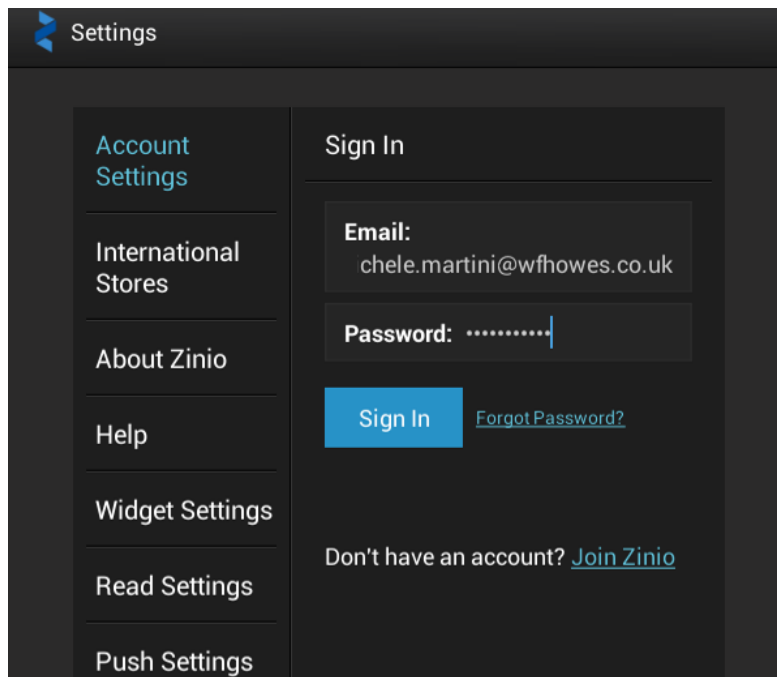 Settings
Account
Settings
International
Stores
About Zinio
Help
Widget Settings
Read Settings
Push Settings
Sign In
Email:
ichele.martini@wfhowes.co.uk
Password: •••••••••••
Sign In
Forgot Password?
Don't have an account? Join Zinio